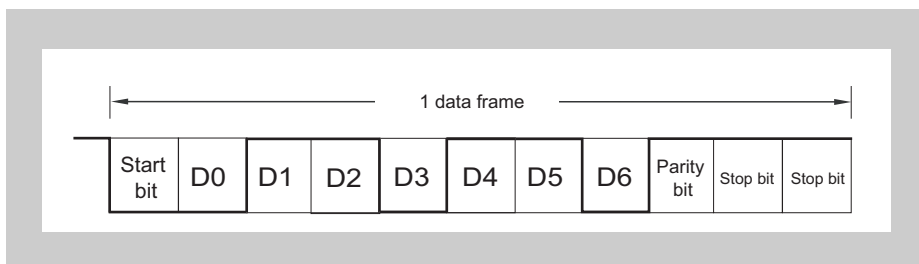 1 data frame
Start bit D0 D1 D2 D3 D4 D5 D6 Parity bit Stop bit Stop bit